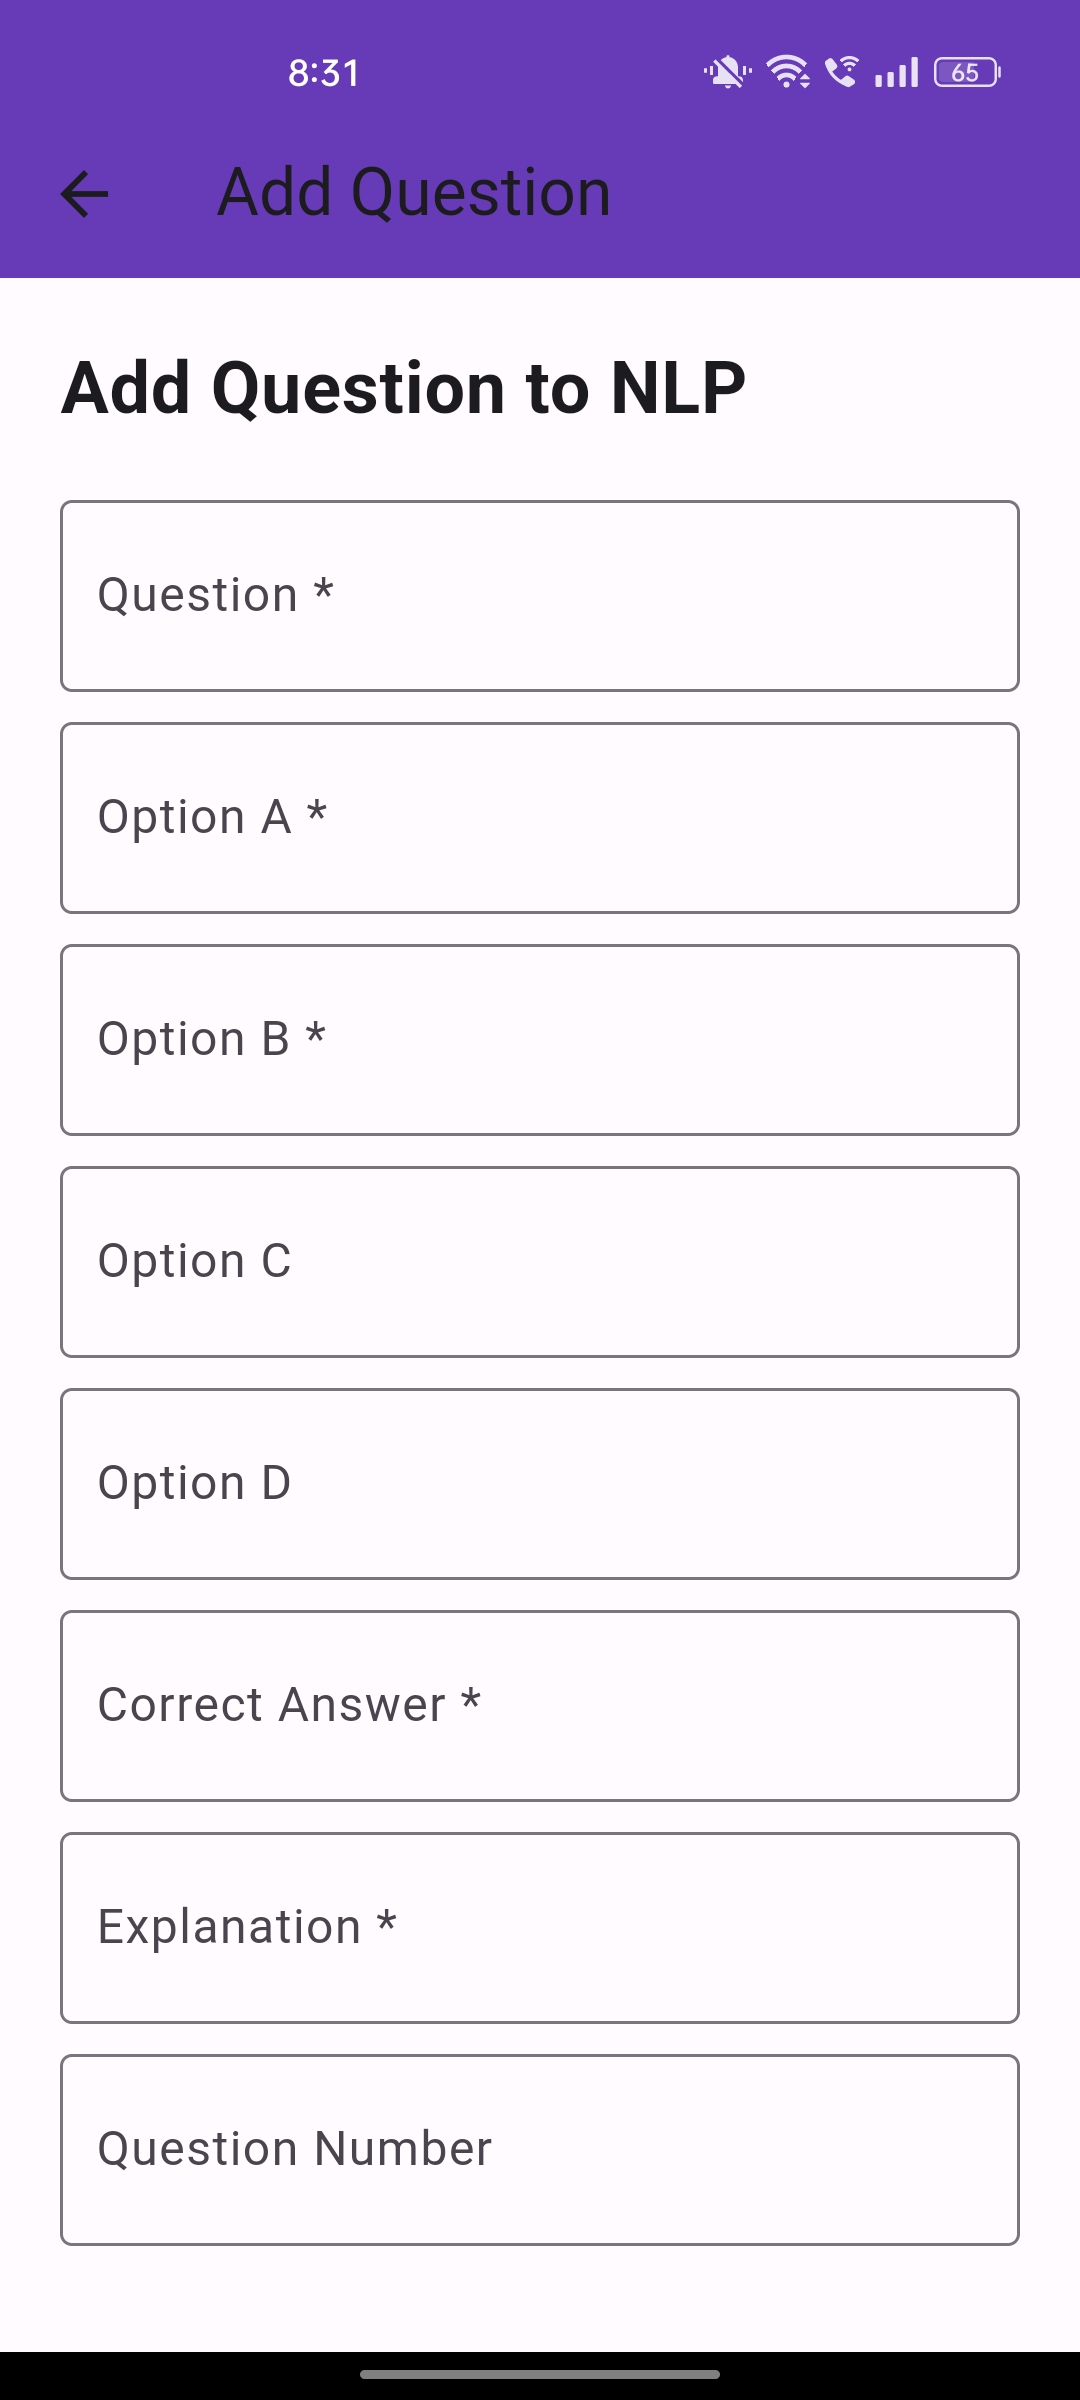 8:31
65
Add Question
Add Question to NLP
Question *
Option A *
Option B *
Option C
Option D
Correct Answer *
Explanation *
Question Number